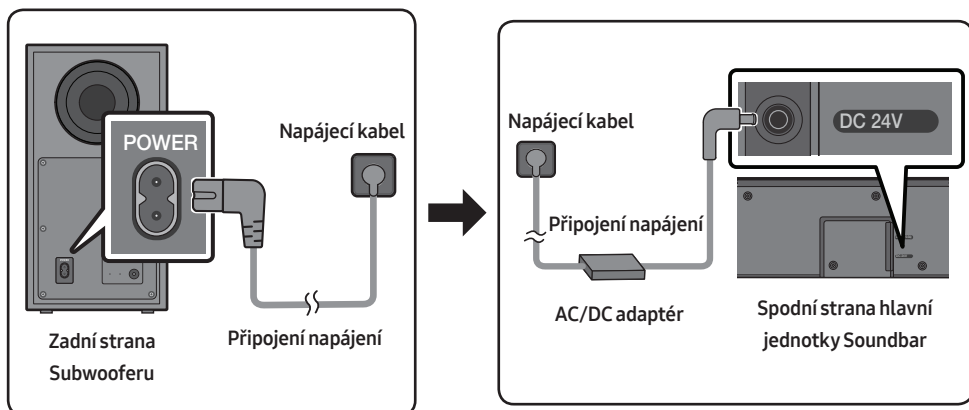 POWER
Napájecí kabel
Připojení napájení
Zadní strana
Subwooferu
DC 24V
Napájecí kabel
Připojení napájení
AC/DC adaptér
Spodní strana hlavní
jednotky Soundbar